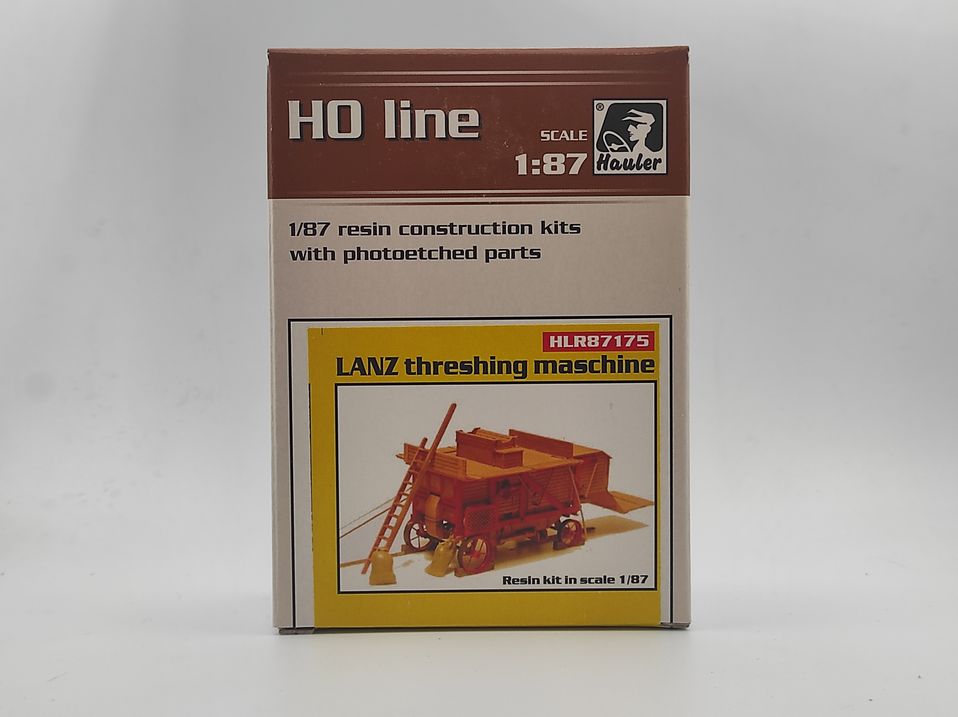 HO line
SCALE
1:87
®
Hauler
1/87 resin construction kits
with photoetched parts
HLR87175
LANZ threshing maschine
Resin kit in scale 1/87